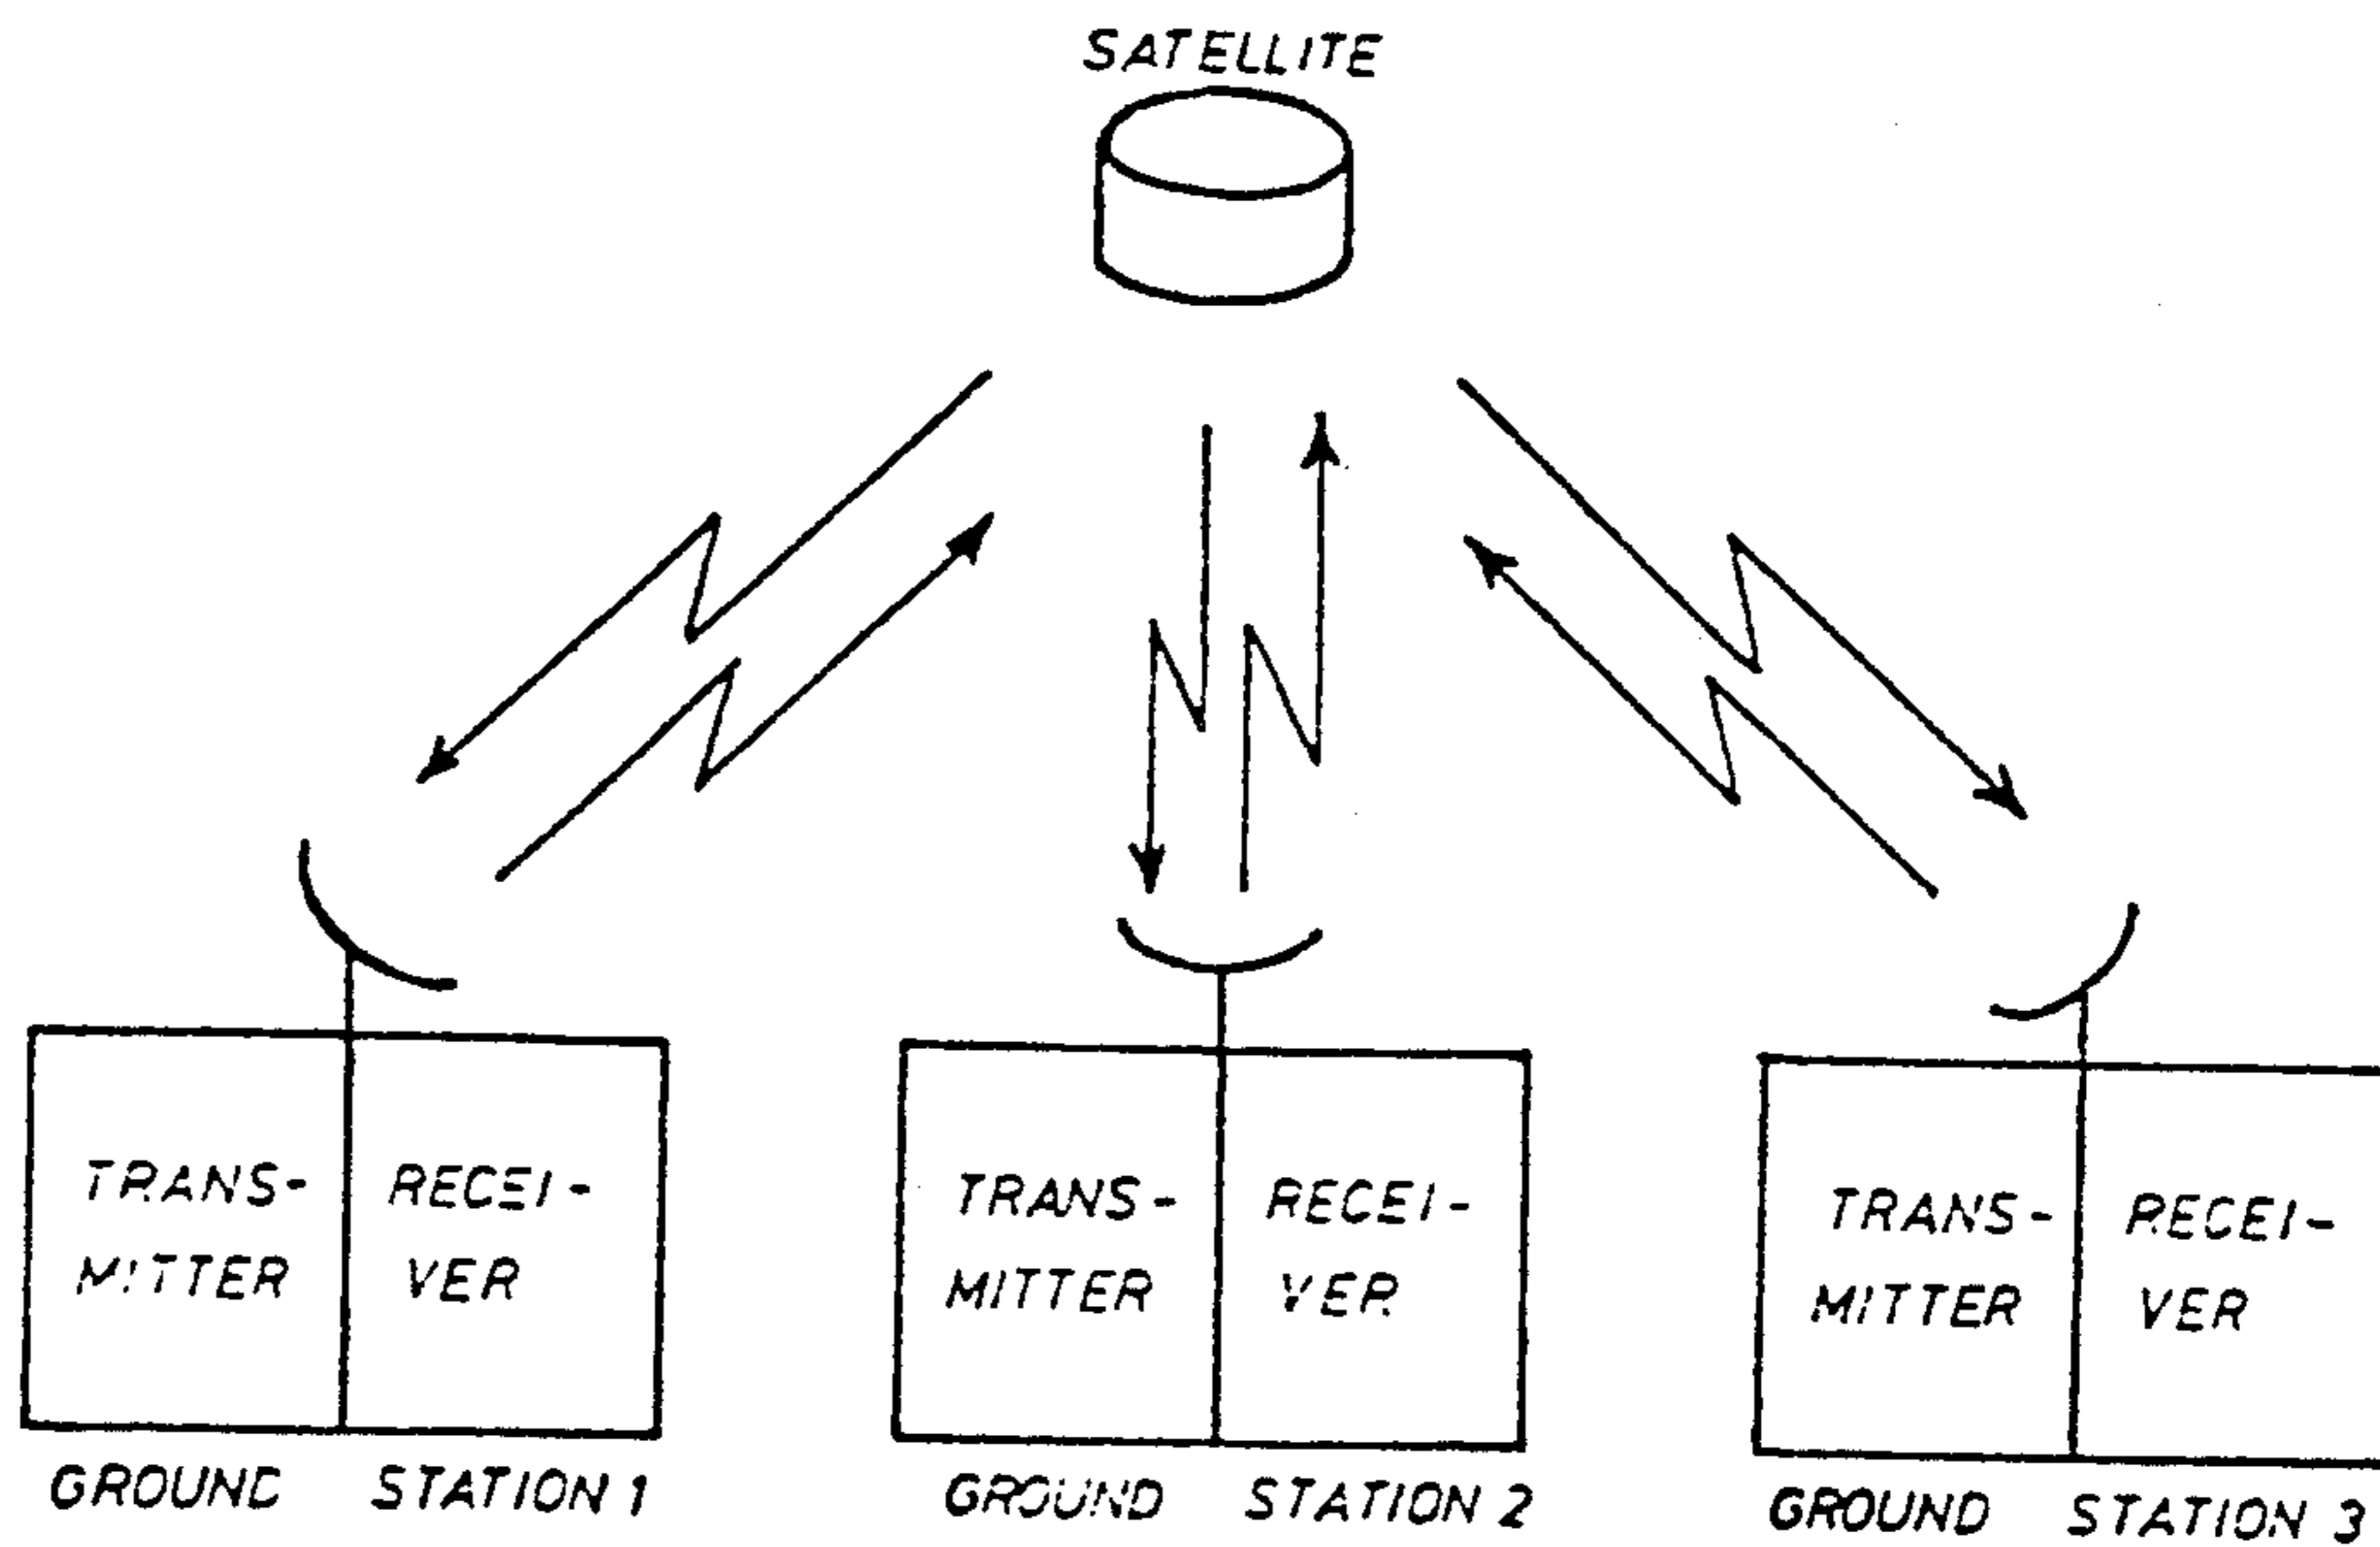 SATELLITE
TRANS-
MITTER
RECEI-
VER
TRANS-
MITTER
RECEI-
VER
TRANS-
MITTER
RECEI-
VER
GROUND STATION 1
GROUND STATION 2
GROUND STATION 3